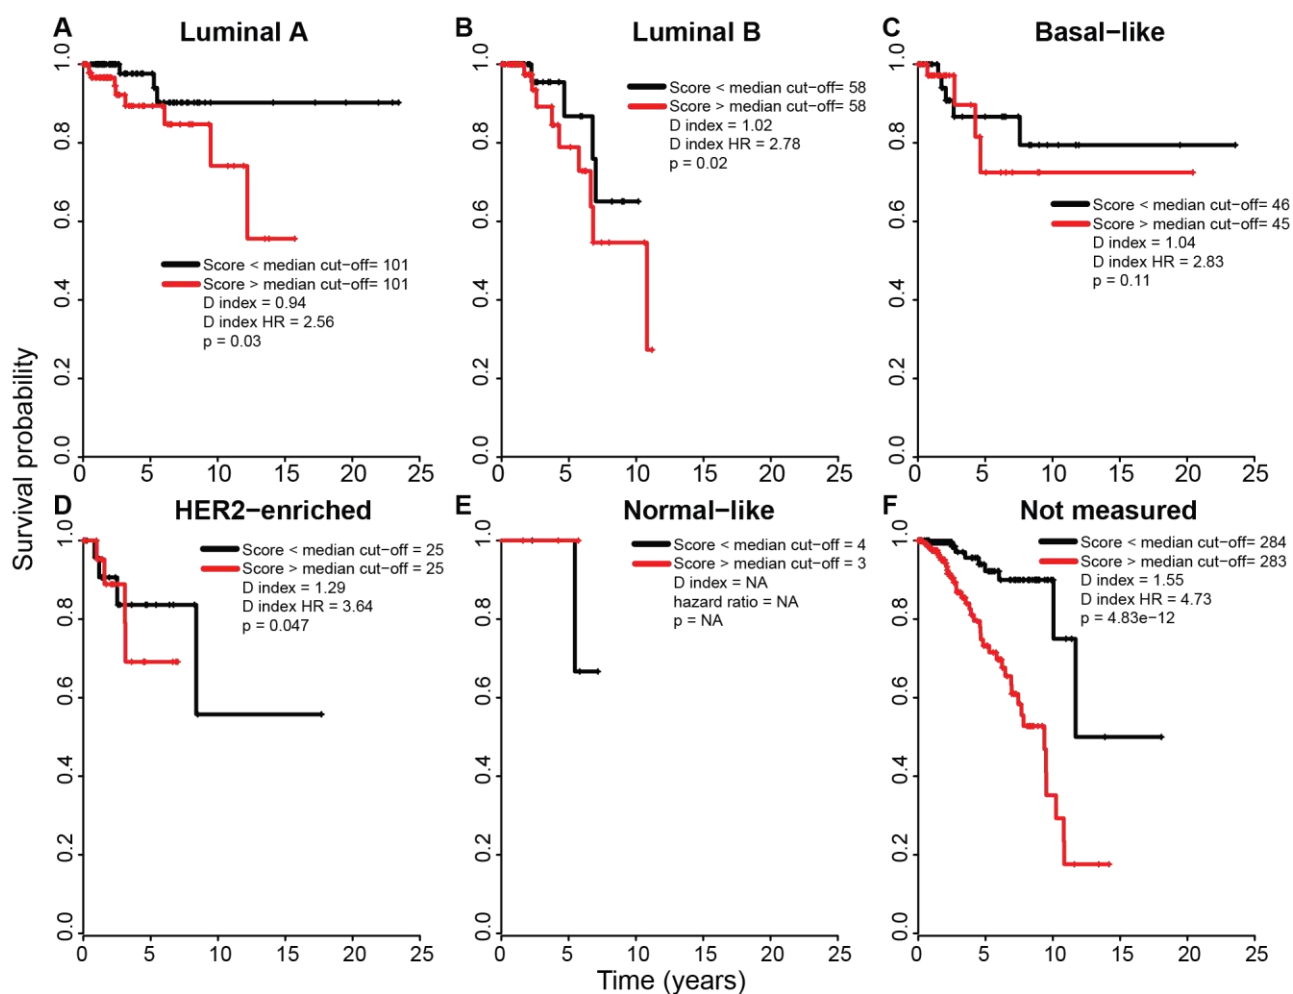 A Luminal A
1.0
0.8
0.6
0.4
0.2
0.0
0 5 10 15 20 25
Score < median cut−off= 101
Score > median cut−off= 101
D index = 0.94
D index HR = 2.56
p = 0.03
B Luminal B
1.0
0.8
0.6
0.4
0.2
0.0
0 5 10 15 20 25
Score < median cut−off= 58
Score > median cut−off= 58
D index = 1.02
D index HR = 2.78
p = 0.02
C Basal−like
1.0
0.8
0.6
0.4
0.2
0.0
0 5 10 15 20 25
Score < median cut−off= 46
Score > median cut−off= 45
D index = 1.04
D index HR = 2.83
p = 0.11
Survival probability
D HER2−enriched
1.0
0.8
0.6
0.4
0.2
0.0
0 5 10 15 20 25
Score < median cut−off = 25
Score > median cut−off = 25
D index = 1.29
D index HR = 3.64
p = 0.047
E Normal−like
1.0
0.8
0.6
0.4
0.2
0.0
0 5 10 15 20 25
Score < median cut−off = 4
Score > median cut−off = 3
D index = NA
hazard ratio = NA
p = NA
F Not measured
1.0
0.8
0.6
0.4
0.2
0.0
0 5 10 15 20 25
Score < median cut−off= 284
Score > median cut−off= 283
D index = 1.55
D index HR = 4.73
p = 4.83e−12
Time (years)